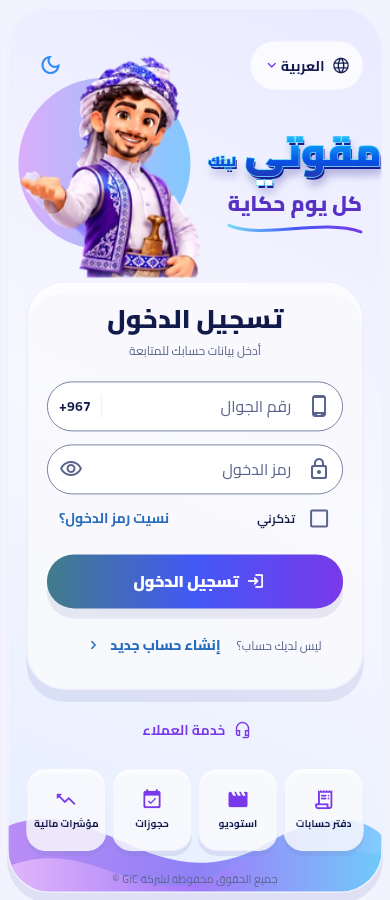 العربية
مقوتي لينك
كل يوم حكاية
تسجيل الدخول
أدخل بيانات حسابك للمتابعة
رقم الجوال +967
رمز الدخول
تذكرني نسيت رمز الدخول؟
تسجيل الدخول
ليس لديك حساب؟ إنشاء حساب جديد
خدمة العملاء
دفتر حسابات استوديو حجوزات مؤشرات مالية
جميع الحقوق محفوظة لشركة GiC ©